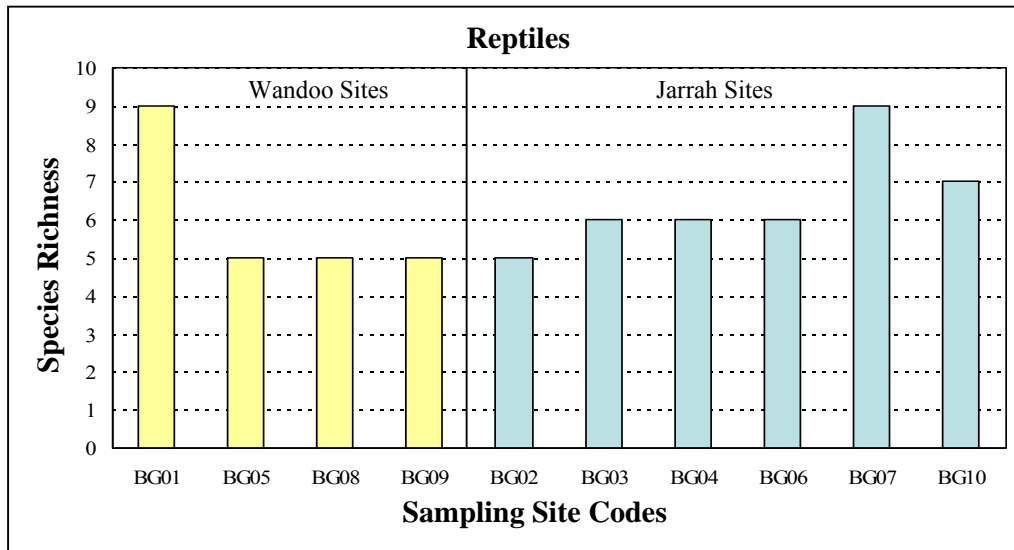 Reptiles
Wandoo Sites Jarrah Sites
Species Richness
10
9
8
7
6
5
4
3
2
1
0
BG01 BG05 BG08 BG09 BG02 BG03 BG04 BG06 BG07 BG10
Sampling Site Codes